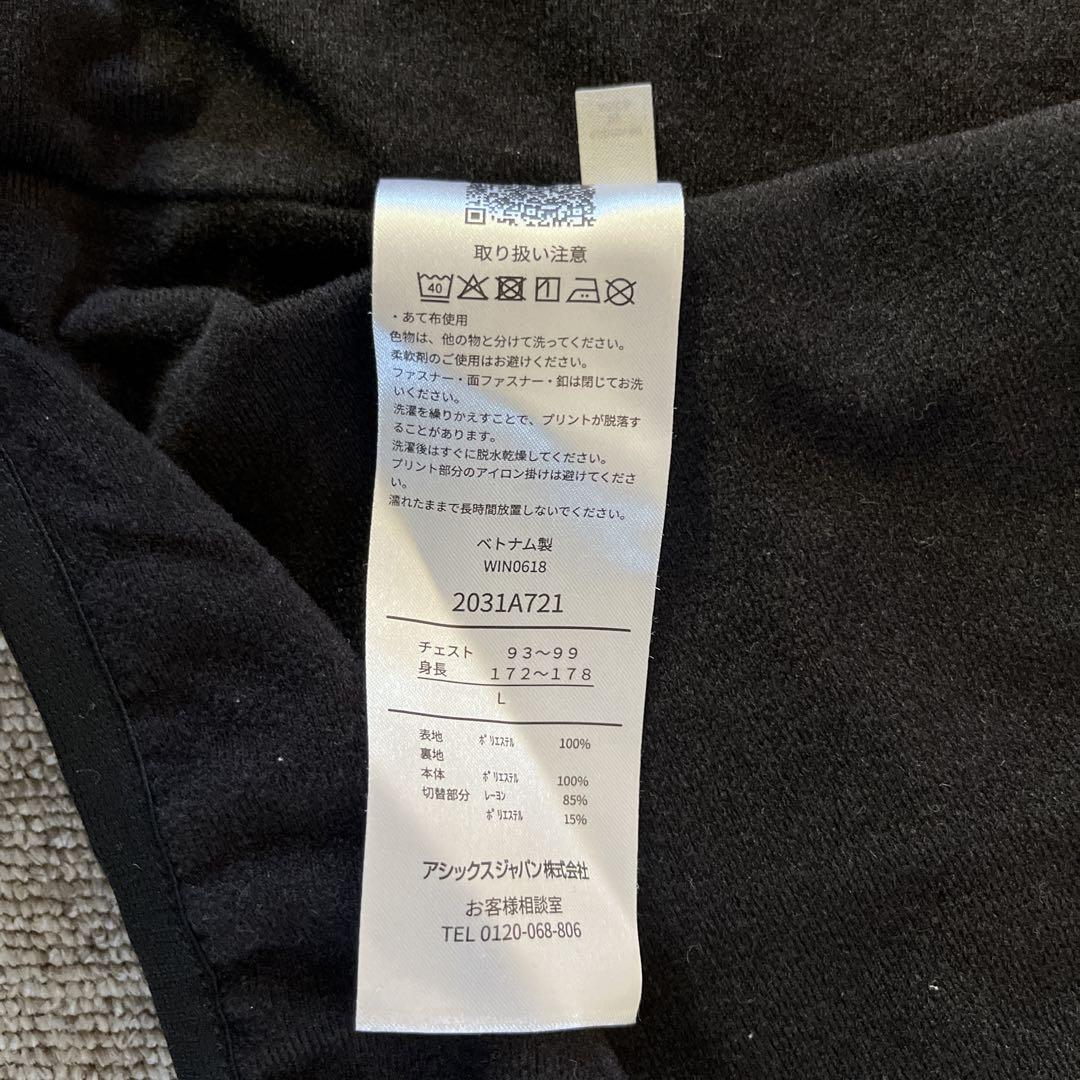 取り扱い注意
40
・あて布使用
色物は、他の物と分けて洗ってください。
柔軟剤のご使用はお避けください。
ファスナー・面ファスナー・釦は閉じてお洗
いください。
洗濯を繰りかえすことで、プリントが脱落す
ることがあります。
洗濯後はすぐに脱水乾燥してください。
プリント部分のアイロン掛けは避けてくださ
い。
濡れたままで長時間放置しないでください。
ベトナム製
WIN0618
2031A721
チェスト 93～99
身長 172～178
L
表地 ﾎﾟﾘｴｽﾃﾙ 100%
裏地
本体 ﾎﾟﾘｴｽﾃﾙ 100%
切替部分 ﾚｰﾖﾝ 85%
ﾎﾟﾘｴｽﾃﾙ 15%
アシックスジャパン株式会社
お客様相談室
TEL 0120-068-806